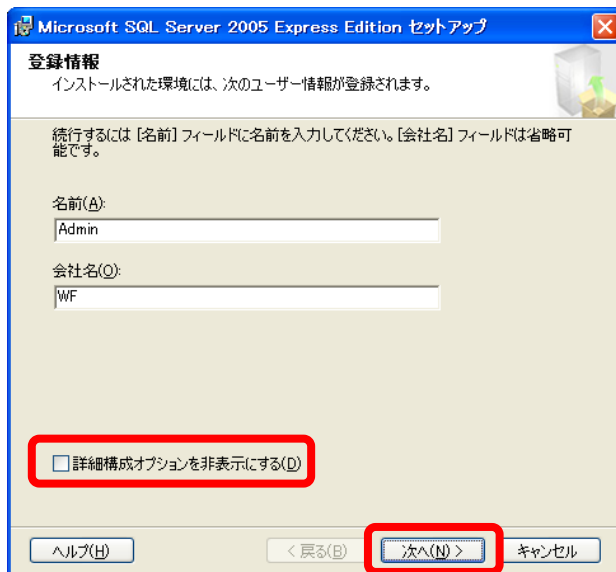 Microsoft SQL Server 2005 Express Edition セットアップ
登録情報
インストールされた環境には、次のユーザー情報が登録されます。
続行するには [名前] フィールドに名前を入力してください。[会社名] フィールドは省略可
能です。
名前(A):
Admin
会社名(O):
WF
詳細構成オプションを非表示にする(D)
ヘルプ(H)
< 戻る(B)
次へ(N) >
キャンセル